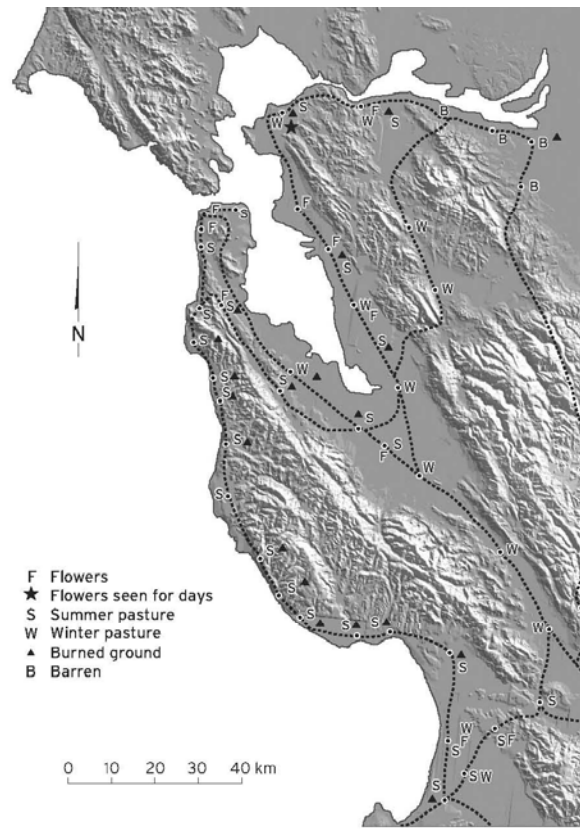 S
F
B
W
W
S
B
B
B
F
S
F
F
W
S
F
S
F
W
S
W
F
S
N
S
S
W
S
S
W
S
S
S
S
F
W
S
W
S
S
F Flowers
Flowers seen for days
S Summer pasture
W Winter pasture
Burned ground
B Barren
S
S
S
W
S
S
W
F
S
S F
S W
S
0 10 20 30 40 km